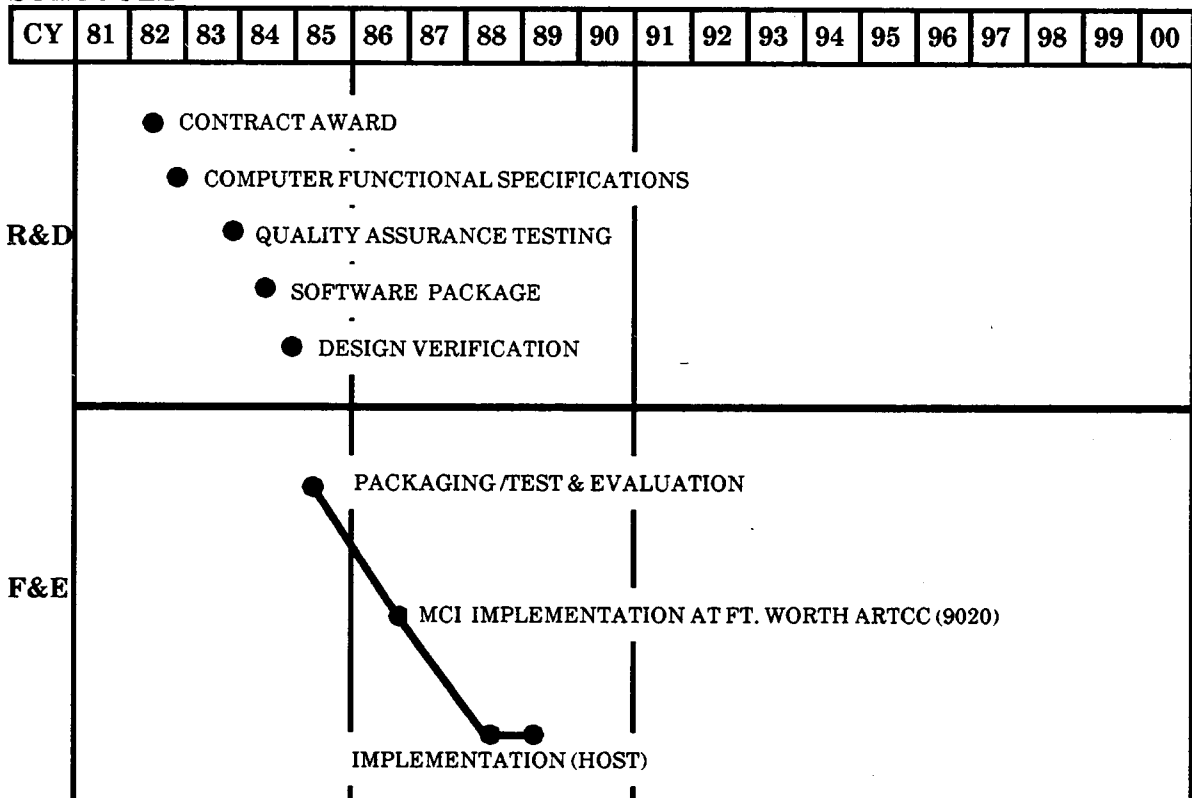 CY 81 82 83 84 85 86 87 88 89 90 91 92 93 94 95 96 97 98 99 00
CONTRACT AWARD
COMPUTER FUNCTIONAL SPECIFICATIONS
R&D
QUALITY ASSURANCE TESTING
SOFTWARE PACKAGE
DESIGN VERIFICATION
PACKAGING/TEST & EVALUATION
F&E
MCI IMPLEMENTATION AT FT. WORTH ARTCC (9020)
IMPLEMENTATION (HOST)